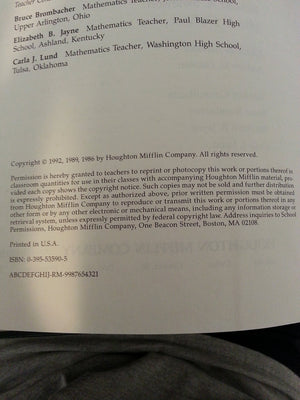 Bruce Brombacher Mathematics Teacher,
Upper Arlington, Ohio
Elizabeth B. Jayne Mathematics Teacher, Paul Blazer High
School, Ashland, Kentucky
Carla J. Lund Mathematics Teacher, Washington High School,
Tulsa, Oklahoma
Copyright © 1992, 1989, 1986 by Houghton Mifflin Company. All rights reserved.
Permission is hereby granted to teachers to reprint or photocopy this work or portions thereof in
classroom quantities for use in their classes with accompanying Houghton Mifflin material, pro-
vided each copy shows the copyright notice. Such copies may not be sold and further distribution
is expressly prohibited. Except as authorized above, prior written permission must be obtained
from Houghton Mifflin Company to reproduce or transmit this work or portions thereof in any
other form or by any other electronic or mechanical means, including any information storage or
retrieval system, unless expressly permitted by federal copyright law. Address inquiries to School
Permissions, Houghton Mifflin Company, One Beacon Street, Boston, MA 02108.
Printed in U.S.A.
ISBN: 0-395-53590-5
ABCDEFGHIJ-RM-9987654321